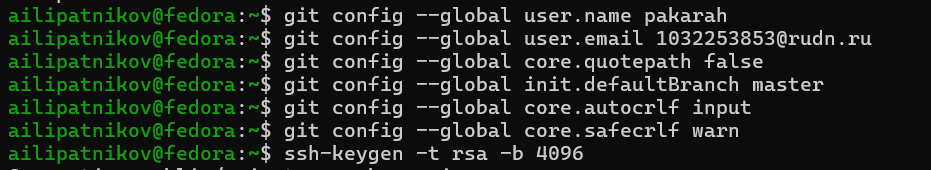 ailipatnikov@fedora:~$ git config --global user.name pakarah
ailipatnikov@fedora:~$ git config --global user.email 1032253853@rudn.ru
ailipatnikov@fedora:~$ git config --global core.quotepath false
ailipatnikov@fedora:~$ git config --global init.defaultBranch master
ailipatnikov@fedora:~$ git config --global core.autocrlf input
ailipatnikov@fedora:~$ git config --global core.safecrlf warn
ailipatnikov@fedora:~$ ssh-keygen -t rsa -b 4096